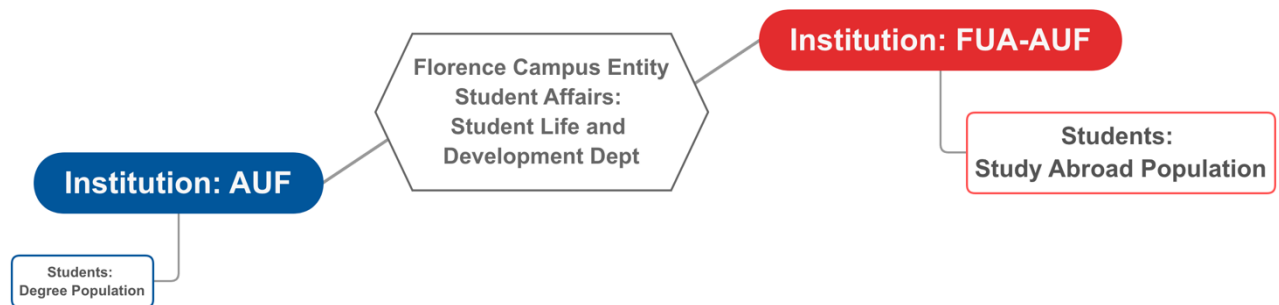 Institution: FUA-AUF
Florence Campus Entity
Student Affairs:
Student Life and
Development Dept
Students:
Study Abroad Population
Institution: AUF
Students:
Degree Population